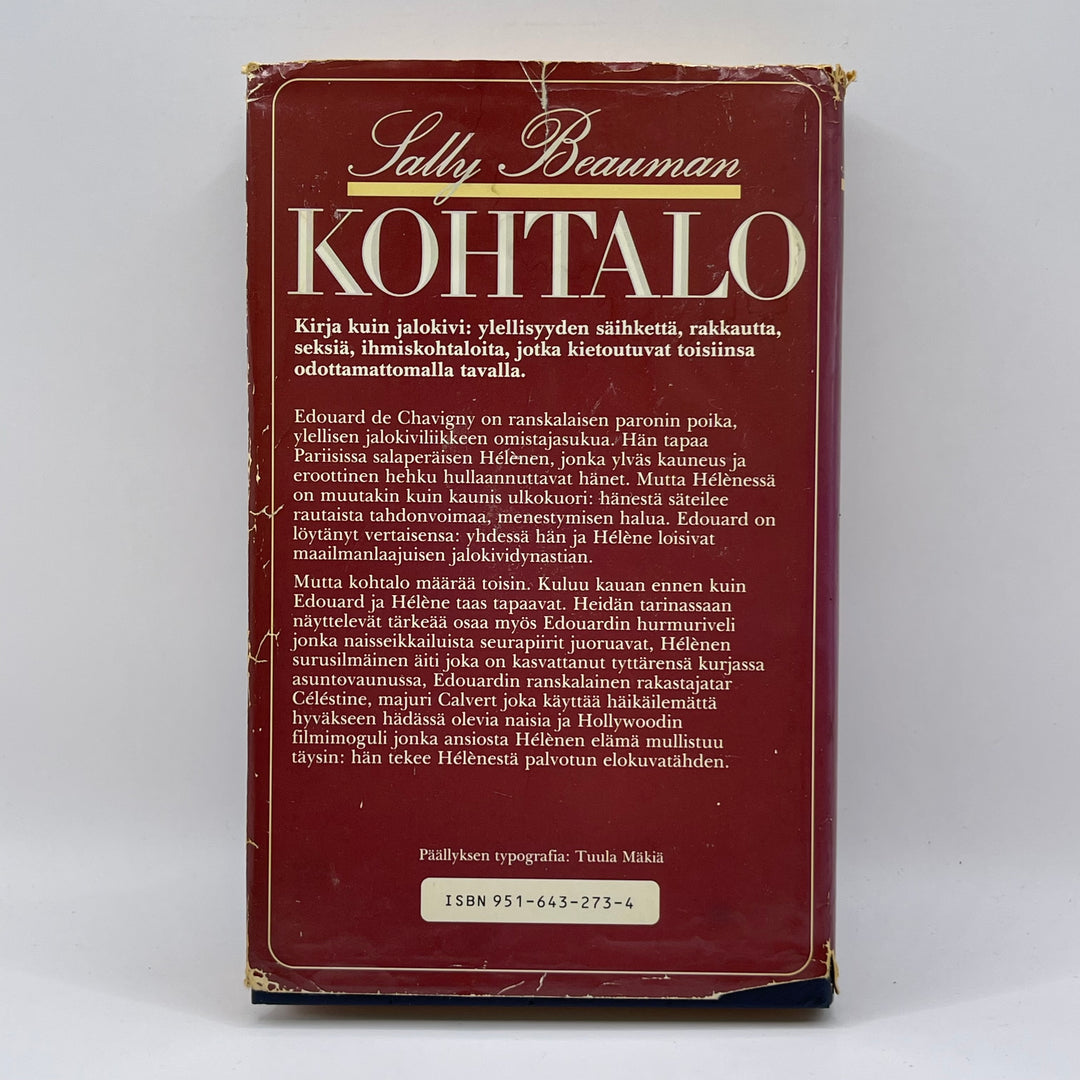 Sally Beauman
KOHTALO
Kirja kuin jalokivi: ylellisyyden säihkettä, rakkautta,
seksiä, ihmiskohtaloita, jotka kietoutuvat toisiinsa
odottamattomalla tavalla.
Edouard de Chavigny on ranskalaisen paronin poika,
ylellisen jalokiviliikkeen omistajasukua. Hän tapaa
Pariisissa salaperäisen Hélènen, jonka ylväs kauneus ja
eroottinen hehku hullaannuttavat hänet. Mutta Hélènessä
on muutakin kuin kaunis ulkokuori: hänestä säteilee
rautaista tahdonvoimaa, menestymisen halua. Edouard on
löytänyt vertaisensa: yhdessä hän ja Hélène loisivat
maailmanlaajuisen jalokividynastian.
Mutta kohtalo määrää toisin. Kuluu kauan ennen kuin
Edouard ja Hélène taas tapaavat. Heidän tarinassaan
näyttelevät tärkeää osaa myös Edouardin hurmuriveli
jonka naisseikkailuista seurapiirit juoruavat, Hélènen
surusilmäinen äiti joka on kasvattanut tyttärensä kurjassa
asuntovaunussa, Edouardin ranskalainen rakastajatar
Céléstine, majuri Calvert joka käyttää häikäilemättä
hyväkseen hädässä olevia naisia ja Hollywoodin
filmimoguli jonka ansiosta Hélènen elämä mullistuu
täysin: hän tekee Hélènestä palvotun elokuvatähden.
Päällyksen typografia: Tuula Mäkiä
ISBN 951-643-273-4